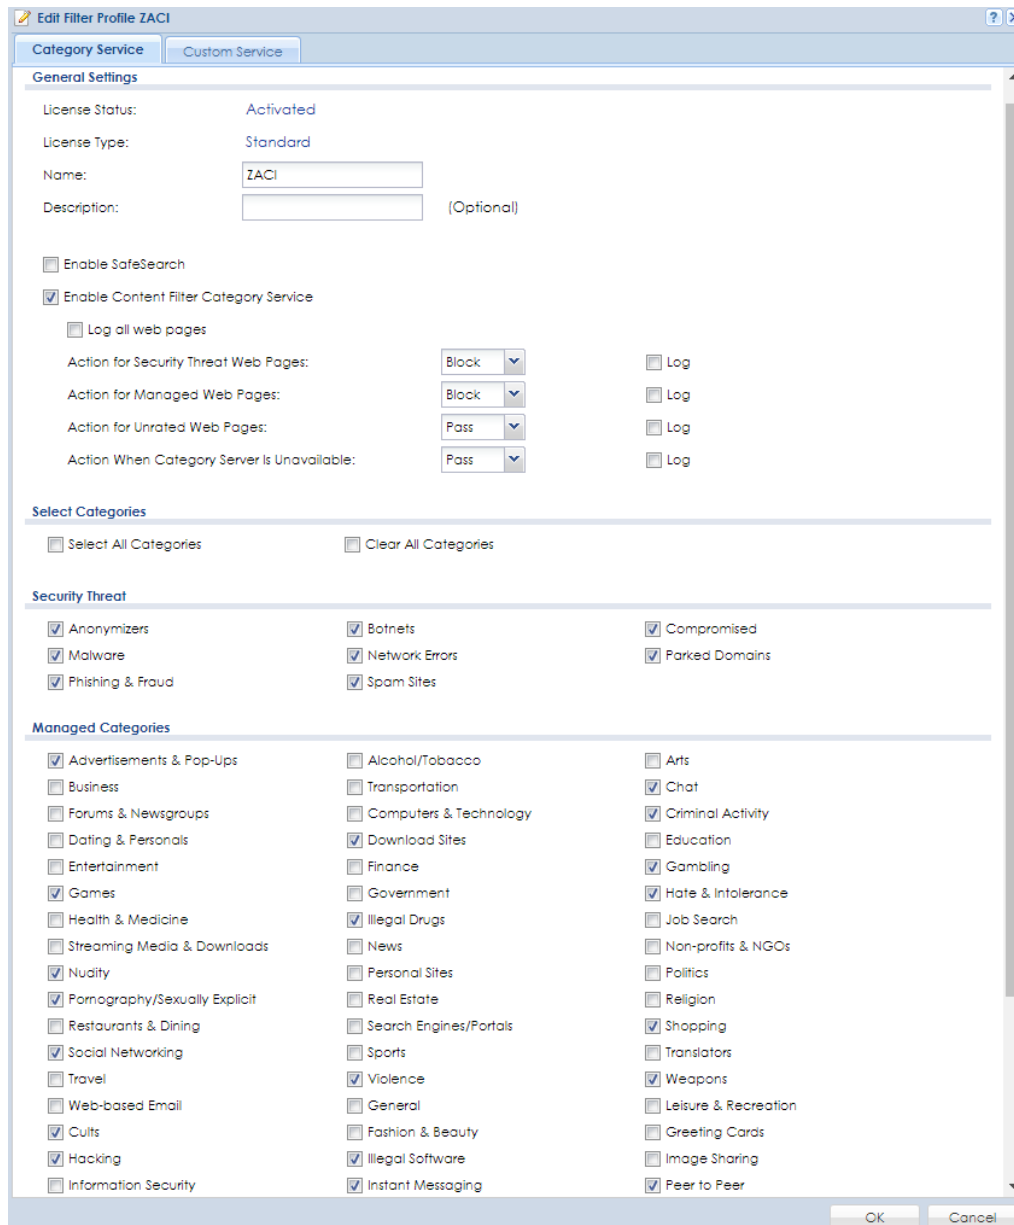 Edit Filter Profile ZACI
?
Category Service Custom Service
General Settings
License Status: Activated
License Type: Standard
Name: ZACI
Description: (Optional)
Enable SafeSearch
Enable Content Filter Category Service
Log all web pages
Action for Security Threat Web Pages: Block Log
Action for Managed Web Pages: Block Log
Action for Unrated Web Pages: Pass Log
Action When Category Server Is Unavailable: Pass Log
Select Categories
Select All Categories Clear All Categories
Security Threat
Anonymizers Botnets Compromised
Malware Network Errors Parked Domains
Phishing & Fraud Spam Sites
Managed Categories
Advertisements & Pop-Ups Alcohol/Tobacco Arts
Business Transportation Chat
Forums & Newsgroups Computers & Technology Criminal Activity
Dating & Personals Download Sites Education
Entertainment Finance Gambling
Games Government Hate & Intolerance
Health & Medicine Illegal Drugs Job Search
Streaming Media & Downloads News Non-profits & NGOs
Nudity Personal Sites Politics
Pornography/Sexually Explicit Real Estate Religion
Restaurants & Dining Search Engines/Portals Shopping
Social Networking Sports Translators
Travel Violence Weapons
Web-based Email General Leisure & Recreation
Cults Fashion & Beauty Greeting Cards
Hacking Illegal Software Image Sharing
Information Security Instant Messaging Peer to Peer
OK Cancel